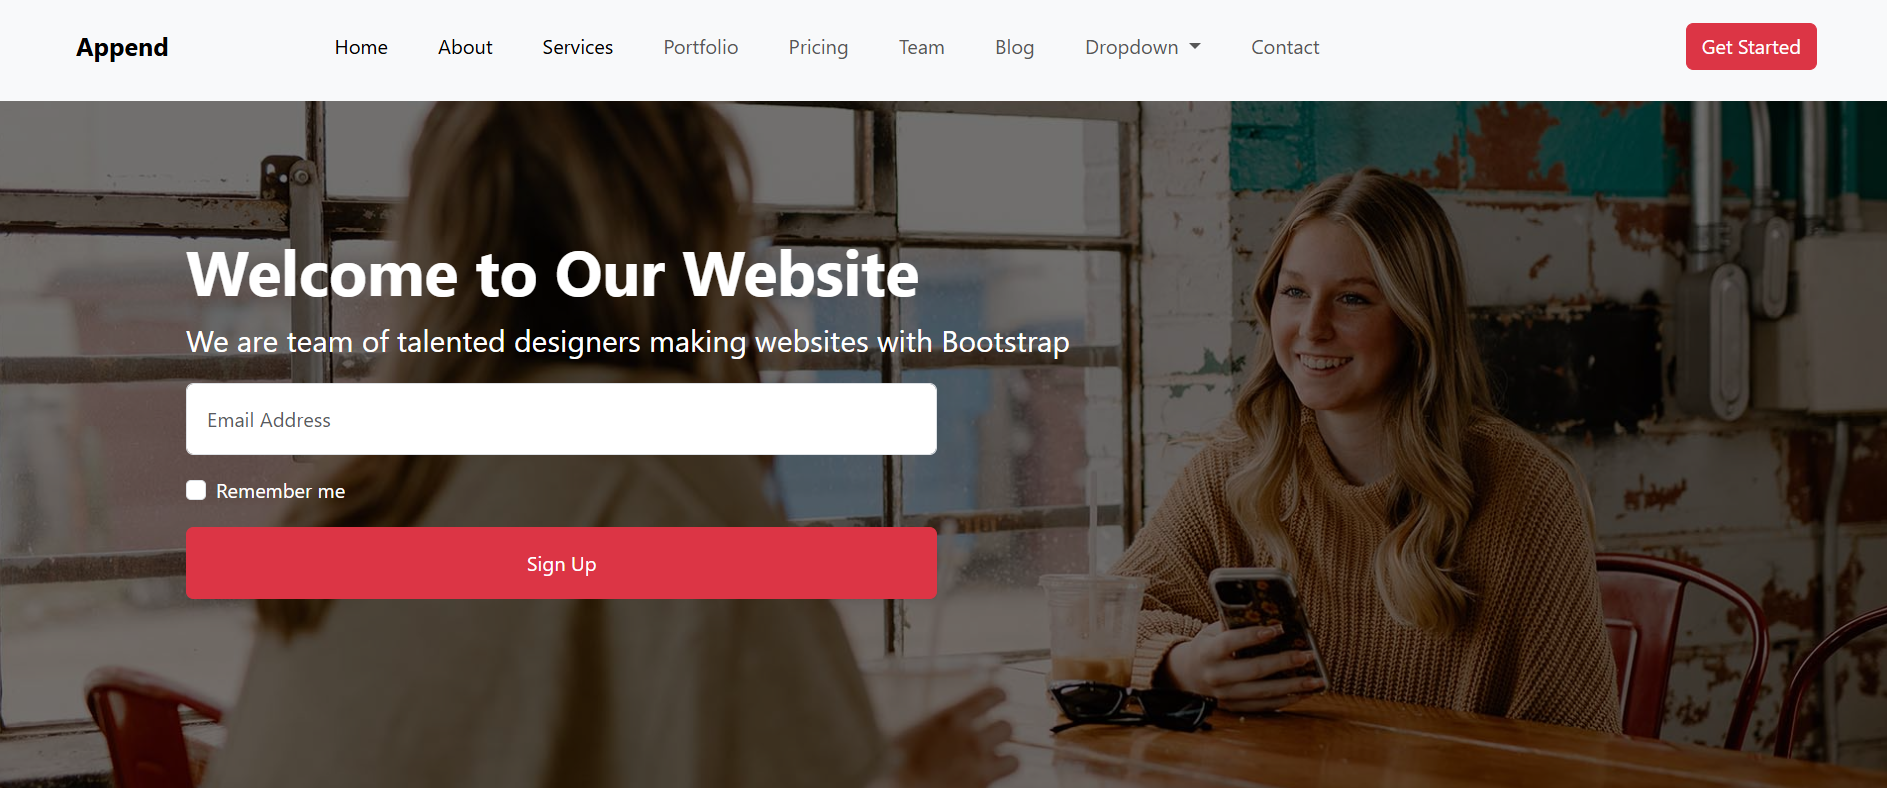 Append
Home About Services Portfolio Pricing Team Blog Dropdown Contact
Get Started
Welcome to Our Website
We are team of talented designers making websites with Bootstrap
Email Address
Remember me
Sign Up